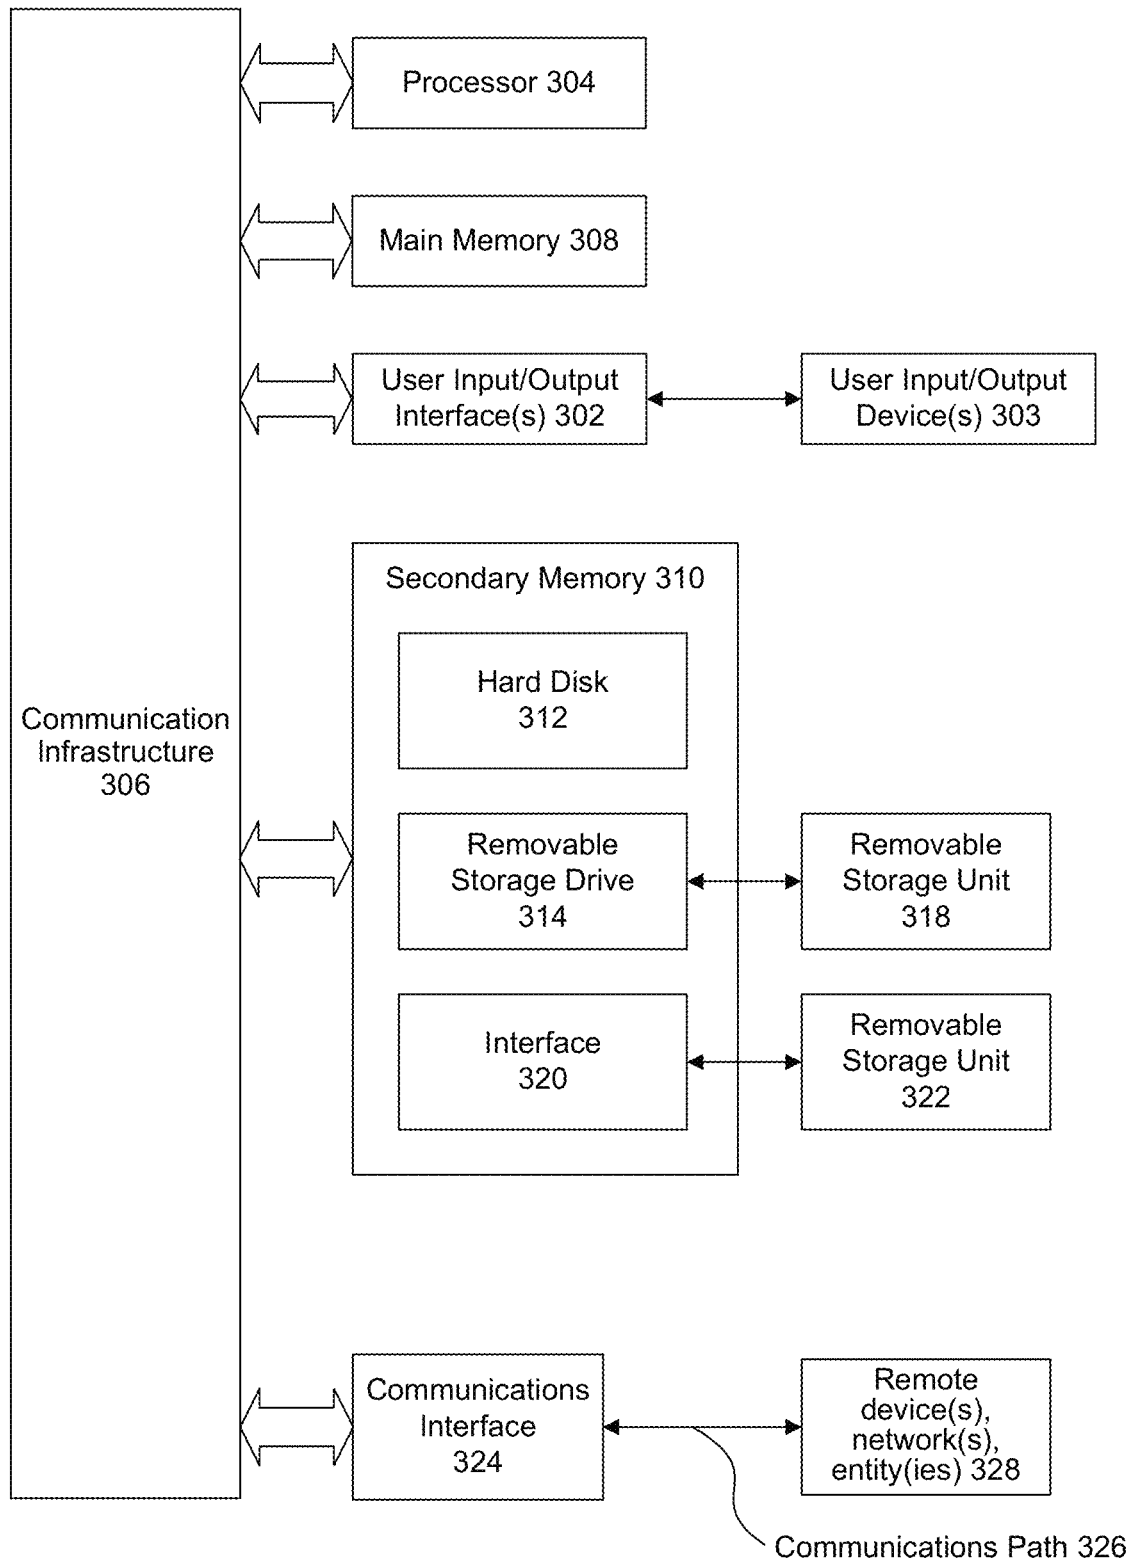 Processor 304
Main Memory 308
User Input/Output
Interface(s) 302
User Input/Output
Device(s) 303
Secondary Memory 310
Hard Disk
312
Communication
Infrastructure
306
Removable
Storage Drive
314
Removable
Storage Unit
318
Interface
320
Removable
Storage Unit
322
Communications
Interface
324
Remote
device(s),
network(s),
entity(ies) 328
Communications Path 326